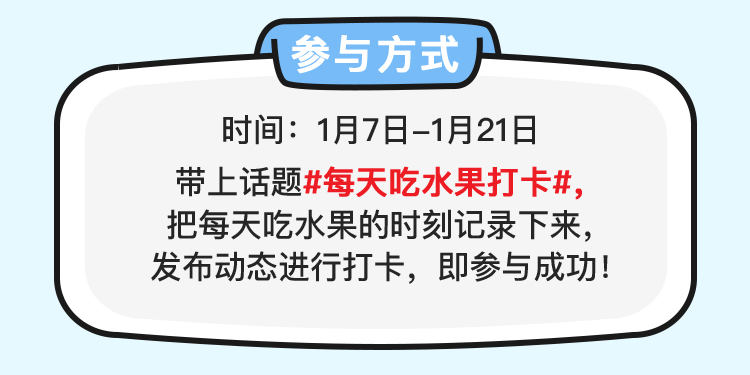 参与方式
时间：1月7日-1月21日
带上话题#每天吃水果打卡#，
把每天吃水果的时刻记录下来，
发布动态进行打卡，即参与成功！